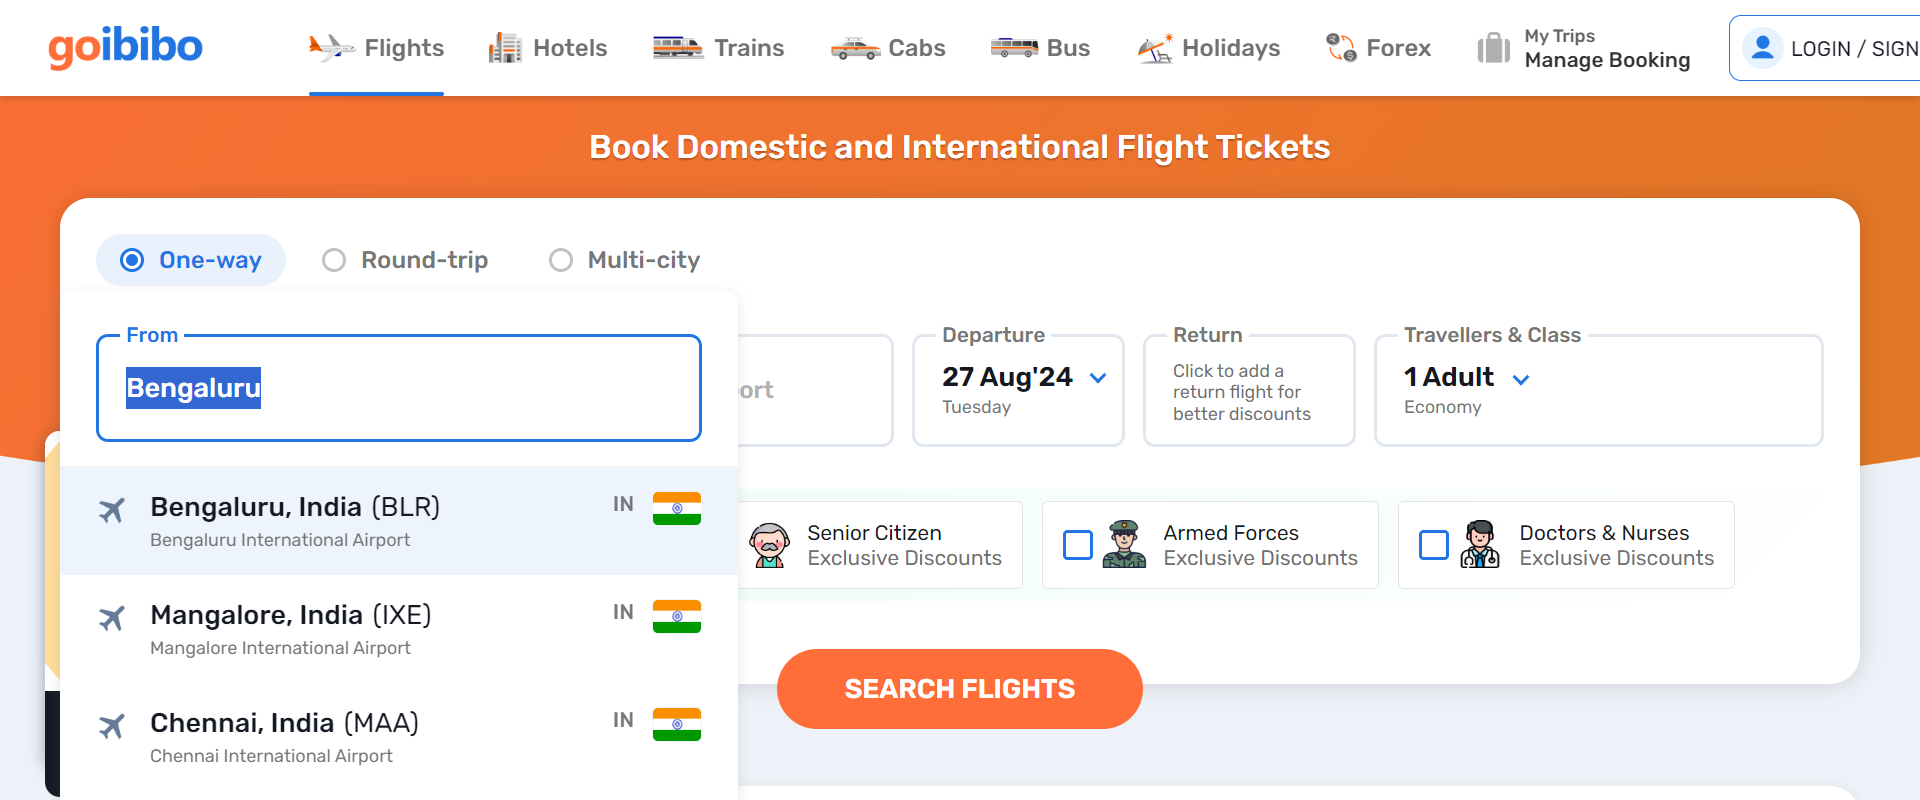 goibibo
Flights
Hotels
Trains
Cabs
Bus
Holidays
Forex
My Trips
Manage Booking
LOGIN / SIGN
Book Domestic and International Flight Tickets
One-way
Round-trip
Multi-city
From
Bengaluru
ort
Departure
27 Aug'24
Tuesday
Return
Click to add a
return flight for
better discounts
Travellers & Class
1 Adult
Economy
Bengaluru, India (BLR)
IN
Bengaluru International Airport
Mangalore, India (IXE)
IN
Mangalore International Airport
Chennai, India (MAA)
IN
Chennai International Airport
Senior Citizen
Exclusive Discounts
Armed Forces
Exclusive Discounts
Doctors & Nurses
Exclusive Discounts
SEARCH FLIGHTS